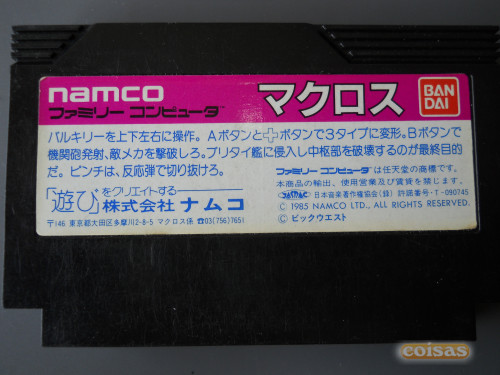 namco
ファミリー コンピュータ™
マクロス
BAN
DAI
バルキリーを上下左右に操作。Aボタンと✚ボタンで3タイプに変形。Bボタンで
機関砲発射、敵メカを撃破しろ。ブリタイ艦に侵入し中枢部を破壊するのが最終目的
だ。ピンチは、反応弾で切り抜けろ。
「遊び」をクリエイトする——
株式会社 ナムコ
〒146 東京都大田区多摩川2-8-5 マクロス係 ☎03(756)7651
ファミリー コンピュータ™は任天堂の商標です。
本商品の輸出、使用営業及び賃貸を禁じます。
日本音楽著作権協会(録) 許諾番号・T-090745
© 1985 NAMCO LTD., ALL RIGHTS RESERVED.
© ビックウエスト
coisas